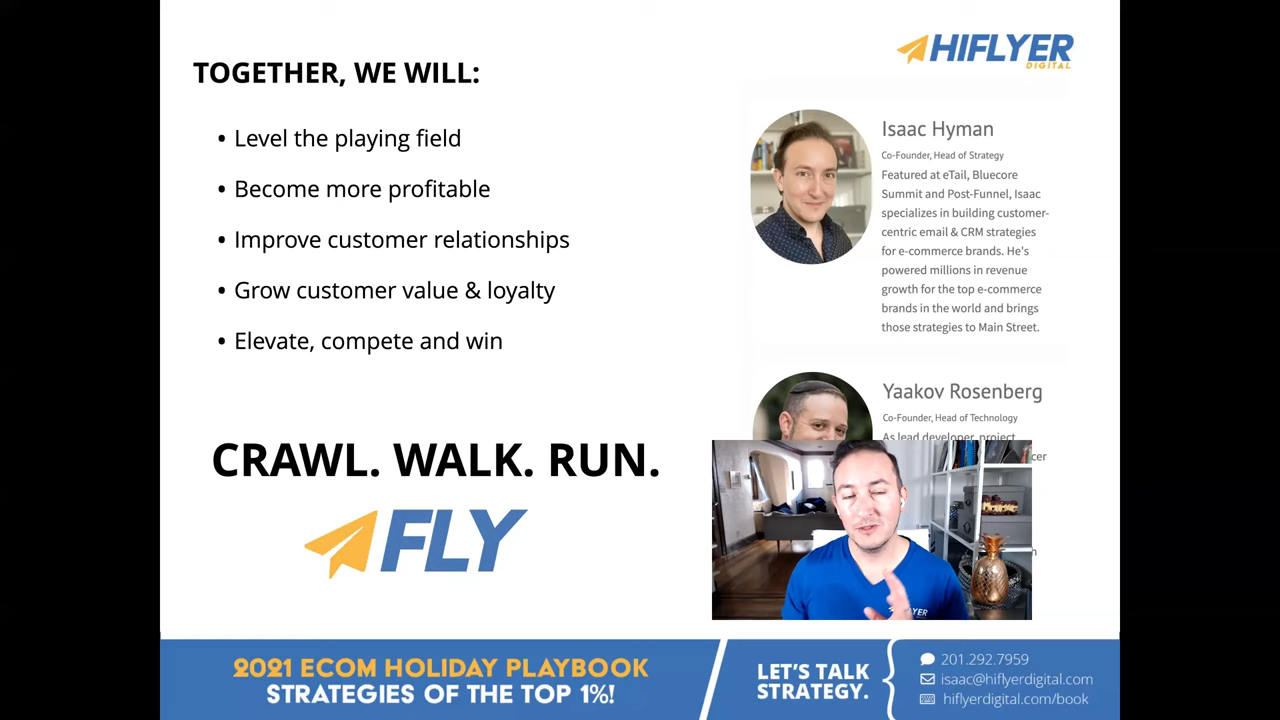 HIFLYER
DIGITAL
TOGETHER, WE WILL:
• Level the playing field
• Become more profitable
• Improve customer relationships
• Grow customer value & loyalty
• Elevate, compete and win
CRAWL. WALK. RUN.
FLY
Isaac Hyman
Co-Founder, Head of Strategy
Featured at eTail, Bluecore
Summit and Post-Funnel, Isaac
specializes in building customer-
centric email & CRM strategies
for e-commerce brands. He's
powered millions in revenue
growth for the top e-commerce
brands in the world and brings
those strategies to Main Street.
Yaakov Rosenberg
Co-Founder, Head of Technology
As lead developer, project
2021 ECOM HOLIDAY PLAYBOOK
STRATEGIES OF THE TOP 1%!
LET'S TALK
STRATEGY.
201.292.7959
isaac@hiflyerdigital.com
hiflyerdigital.com/book